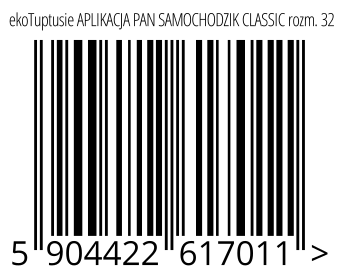 ekoTuptusie APLIKACJA PAN SAMOCHODZIK CLASSIC rozm. 32
5 904422 617011 >